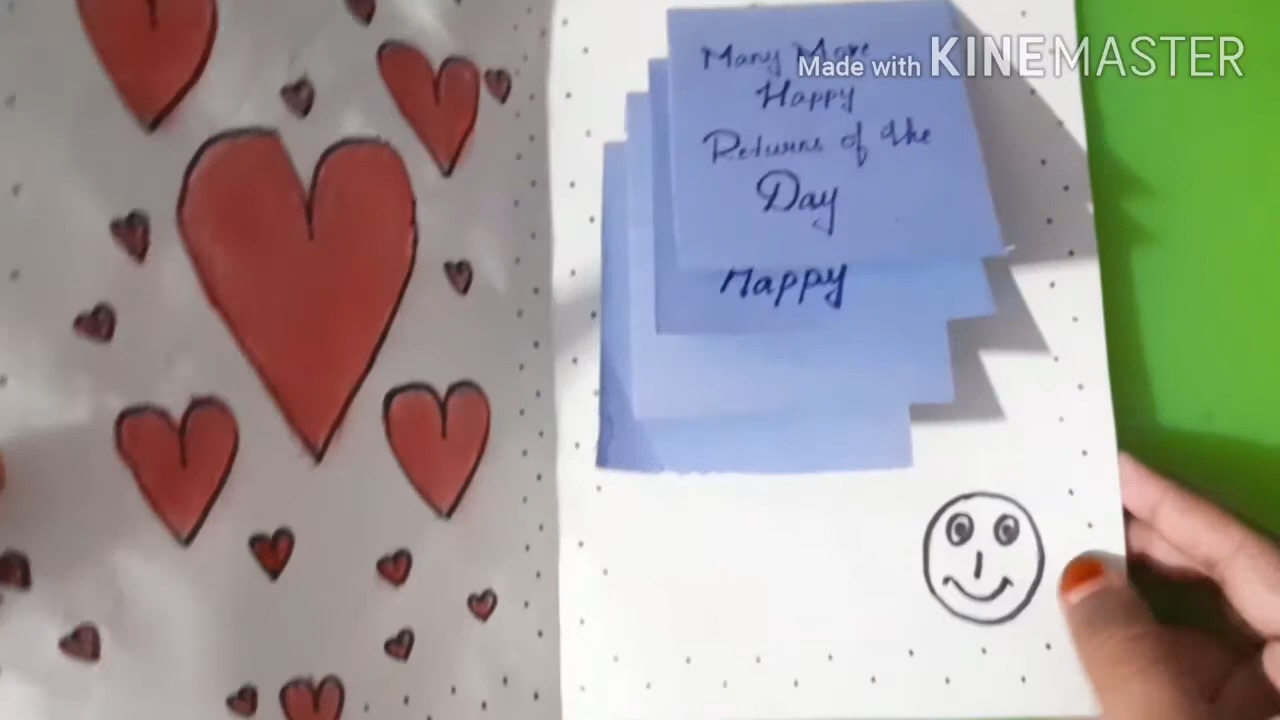 Many More
Made with KINEMASTER
Happy
Returns of the
Day
Happy